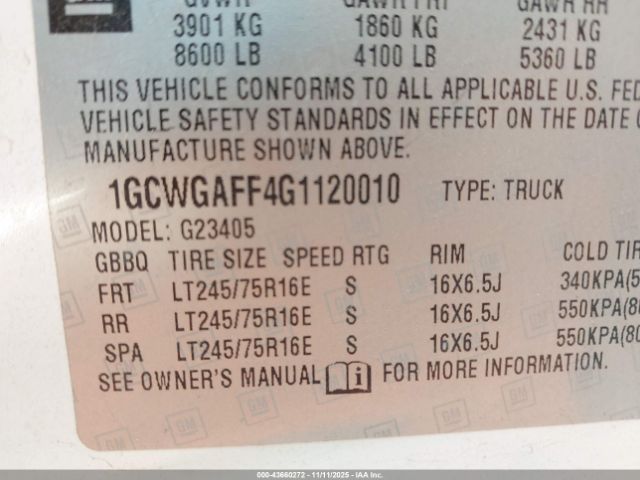 GVWR GAWR FRT GAWR RR
3901 KG 1860 KG 2431 KG
8600 LB 4100 LB 5360 LB
THIS VEHICLE CONFORMS TO ALL APPLICABLE U.S. FED
VEHICLE SAFETY STANDARDS IN EFFECT ON THE DATE O
MANUFACTURE SHOWN ABOVE.
1GCWGAFF4G1120010 TYPE: TRUCK
MODEL: G23405
GBBQ TIRE SIZE SPEED RTG RIM COLD TIR
FRT LT245/75R16E S 16X6.5J 340KPA(5
RR LT245/75R16E S 16X6.5J 550KPA(80
SPA LT245/75R16E S 16X6.5J 550KPA(80
SEE OWNER'S MANUAL i FOR MORE INFORMATION.
000-43660272 - 11/11/2025 - IAAI.com